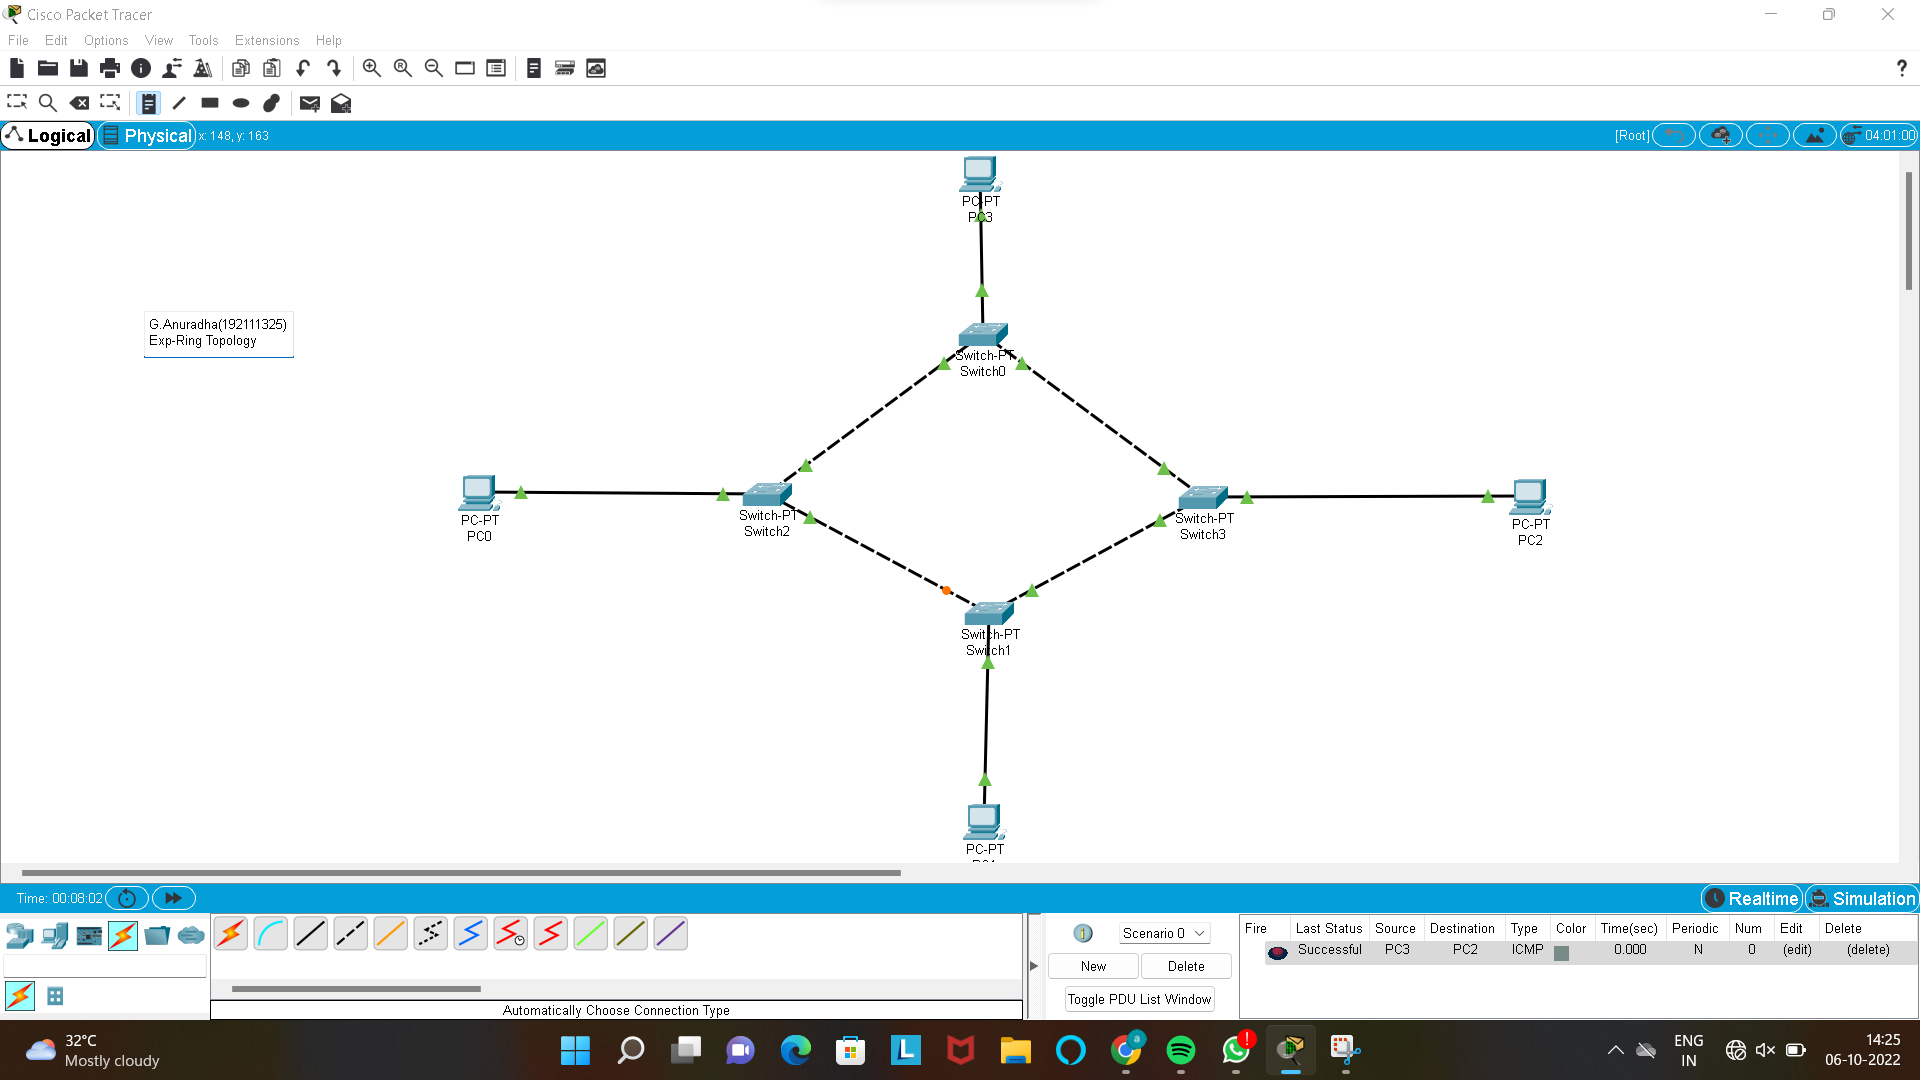 Cisco Packet Tracer
File Edit Options View Tools Extensions Help
?
Logical Physical x: 148, y: 163 [Root] 04:01:00
PC-PT
PC3
G.Anuradha(192111325)
Exp-Ring Topology
Switch-PT
Switch0
PC-PT
PC0
Switch-PT
Switch2
Switch-PT
Switch3
PC-PT
PC2
Switch-PT
Switch1
PC-PT
Time: 00:08:02 Realtime Simulation
Scenario 0
New Delete
Toggle PDU List Window
Fire Last Status Source Destination Type Color Time(sec) Periodic Num Edit Delete
Successful PC3 PC2 ICMP 0.000 N 0 (edit) (delete)
Automatically Choose Connection Type
32°C
Mostly cloudy
ENG
IN
14:25
06-10-2022